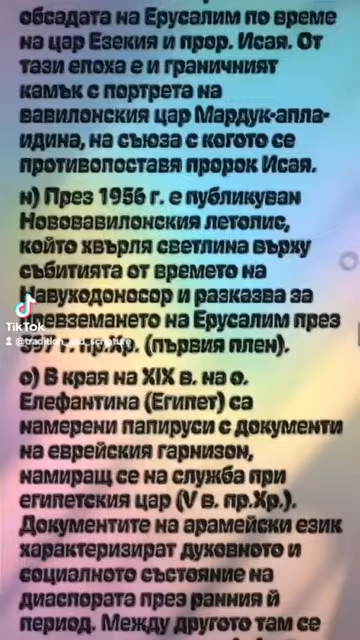 обсадата на Ерусалим по време
на цар Езекия и прор. Исая. От
тази епоха е и граничният
камък с портрета на
вавилонския цар Мардук-апла-
идина, на съюза с когото се
противопоставя пророк Исая.
н) През 1956 г. е публикуван
Нововавилонския летопис,
който хвърля светлина върху
събитията от времето на
Навуходоносор и разказва за
превземането на Ерусалим през
597 г. пр.Хр. (първия плен).
TikTok
@tradition_and_scripture
о) В края на XIX в. на о.
Елефантина (Египет) са
намерени папируси с документи
на еврейския гарнизон,
намиращ се на служба при
египетския цар (V в. пр.Хр.).
Документите на арамейски език
характеризират духовното и
социалното състояние на
диаспората през ранния й
период. Между другото там се